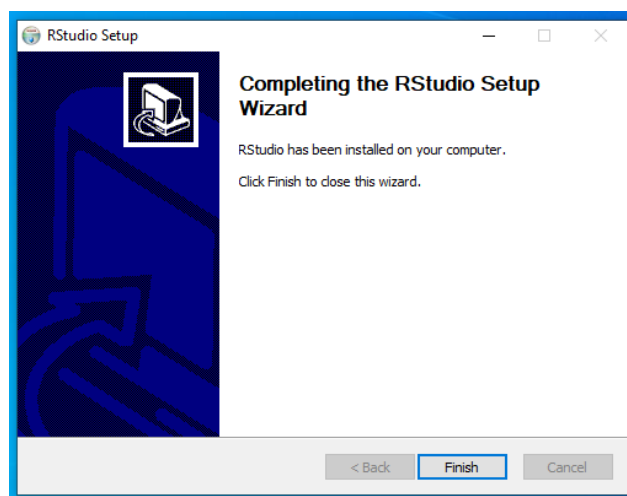 RStudio Setup
Completing the RStudio Setup
Wizard
RStudio has been installed on your computer.
Click Finish to close this wizard.
< Back
Finish
Cancel